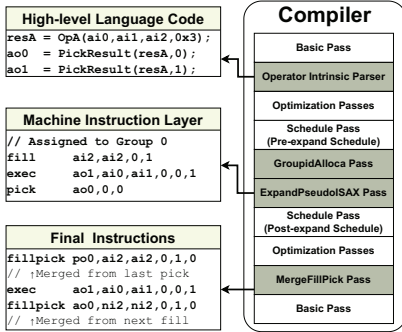 High-level Language Code
resA = OpA(ai0,ai1,ai2,0x3);
ao0 = PickResult(resA,0);
ao1 = PickResult(resA,1);
Machine Instruction Layer
// Assigned to Group 0
fill ai2,ai2,0,1
exec ao1,ai0,ai1,0,0,1
pick ao0,0,0
Final Instructions
fillpick po0,ai2,ai2,0,1,0
// ↑Merged from last pick
exec ao1,ai0,ai1,0,0,1
fillpick ao0,ni2,ni2,0,1,0
// ↑Merged from next fill
Compiler
Basic Pass
Operator Intrinsic Parser
Optimization Passes
Schedule Pass
(Pre-expand Schedule)
GroupidAlloca Pass
ExpandPseudoISAX Pass
Schedule Pass
(Post-expand Schedule)
Optimization Passes
MergeFillPick Pass
Basic Pass